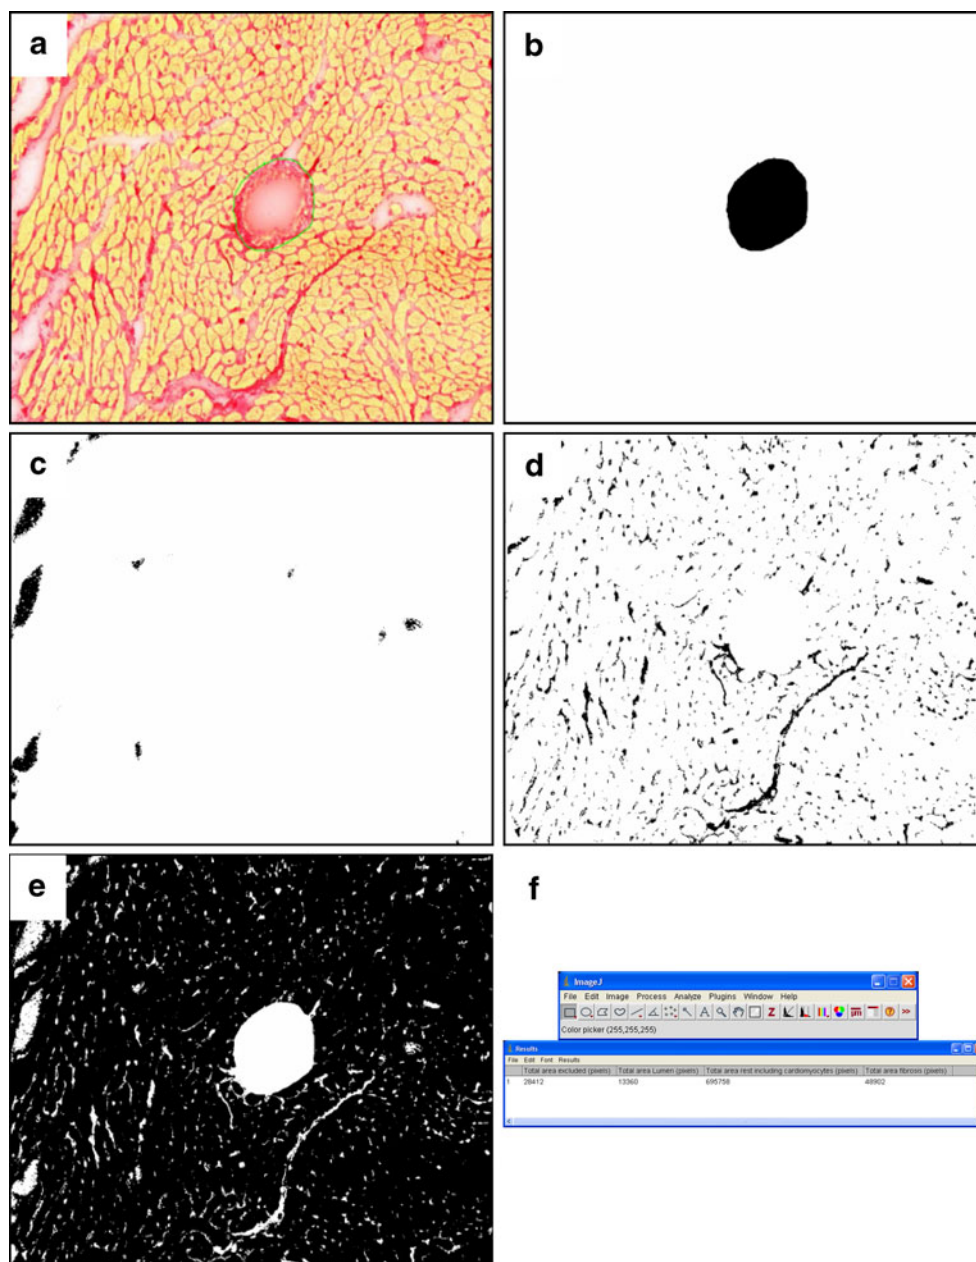 a
b
c
d
e
f
ImageJ
File Edit Image Process Analyze Plugins Window Help
Color picker (255,255,255)
Results
File Edit Font Results
Total area excluded (pixels) Total area Lumen (pixels) Total area rest including cardiomyocytes (pixels) Total area fibrosis (pixels)
1 28412 13360 695758 48902